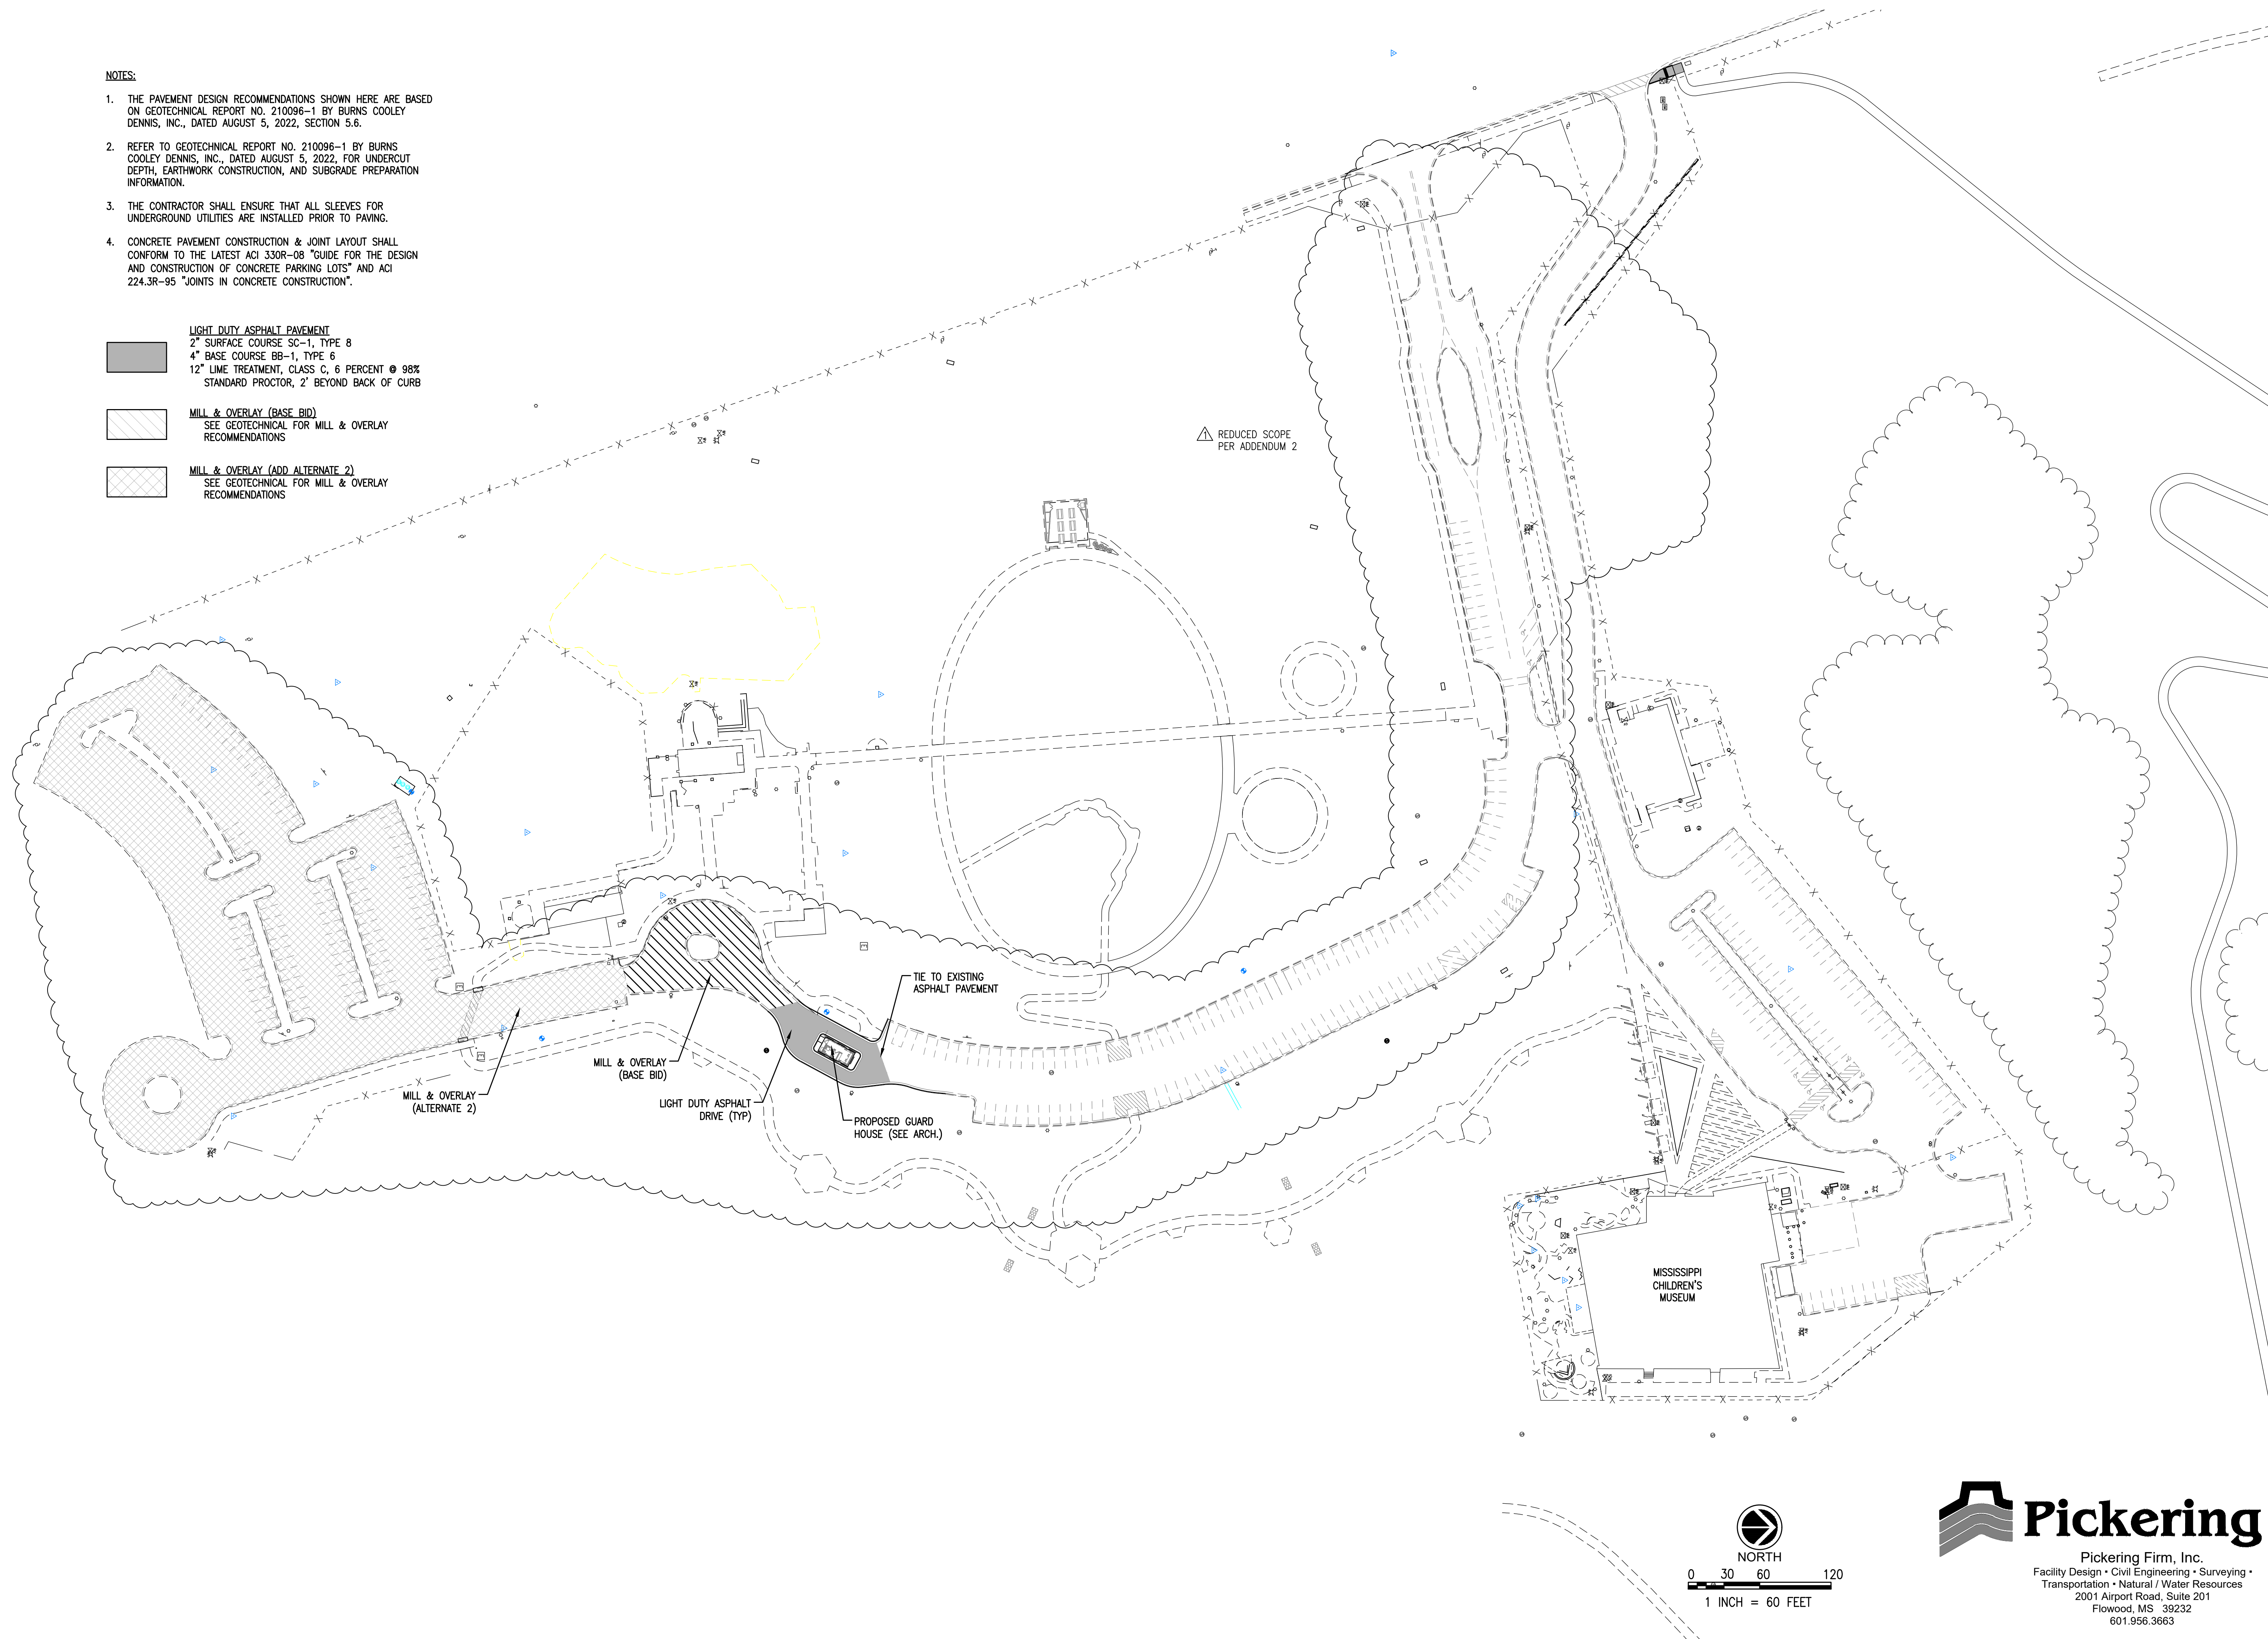 NOTES:
1. THE PAVEMENT DESIGN RECOMMENDATIONS SHOWN HERE ARE BASED
ON GEOTECHNICAL REPORT NO. 210096-1 BY BURNS COOLEY
DENNIS, INC., DATED AUGUST 5, 2022, SECTION 5.6.
2. REFER TO GEOTECHNICAL REPORT NO. 210096-1 BY BURNS
COOLEY DENNIS, INC., DATED AUGUST 5, 2022, FOR UNDERCUT
DEPTH, EARTHWORK CONSTRUCTION, AND SUBGRADE PREPARATION
INFORMATION.
3. THE CONTRACTOR SHALL ENSURE THAT ALL SLEEVES FOR
UNDERGROUND UTILITIES ARE INSTALLED PRIOR TO PAVING.
4. CONCRETE PAVEMENT CONSTRUCTION & JOINT LAYOUT SHALL
CONFORM TO THE LATEST ACI 330R-08 "GUIDE FOR THE DESIGN
AND CONSTRUCTION OF CONCRETE PARKING LOTS" AND ACI
224.3R-95 "JOINTS IN CONCRETE CONSTRUCTION".
LIGHT DUTY ASPHALT PAVEMENT
2" SURFACE COURSE SC-1, TYPE 8
4" BASE COURSE BB-1, TYPE 6
12" LIME TREATMENT, CLASS C, 6 PERCENT @ 98%
STANDARD PROCTOR, 2' BEYOND BACK OF CURB
MILL & OVERLAY (BASE BID)
SEE GEOTECHNICAL FOR MILL & OVERLAY
RECOMMENDATIONS
MILL & OVERLAY (ADD ALTERNATE 2)
SEE GEOTECHNICAL FOR MILL & OVERLAY
RECOMMENDATIONS
1 REDUCED SCOPE
PER ADDENDUM 2
TIE TO EXISTING
ASPHALT PAVEMENT
MILL & OVERLAY
(BASE BID)
MILL & OVERLAY
(ALTERNATE 2)
LIGHT DUTY ASPHALT
DRIVE (TYP)
PROPOSED GUARD
HOUSE (SEE ARCH.)
MISSISSIPPI
CHILDREN'S
MUSEUM
NORTH
0 30 60 120
1 INCH = 60 FEET
Pickering
Pickering Firm, Inc.
Facility Design • Civil Engineering • Surveying •
Transportation • Natural / Water Resources
2001 Airport Road, Suite 201
Flowood, MS 39232
601.956.3663